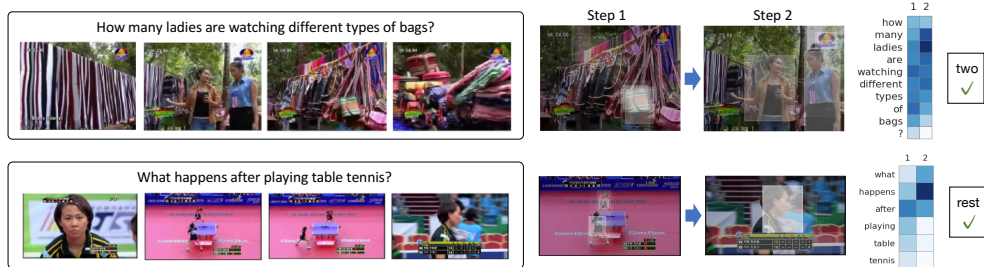 How many ladies are watching different types of bags?
Step 1
Step 2
1 2
how
many
ladies
are
watching
different
types
of
bags
?
two
✓
What happens after playing table tennis?
1 2
what
happens
after
playing
table
tennis
rest
✓